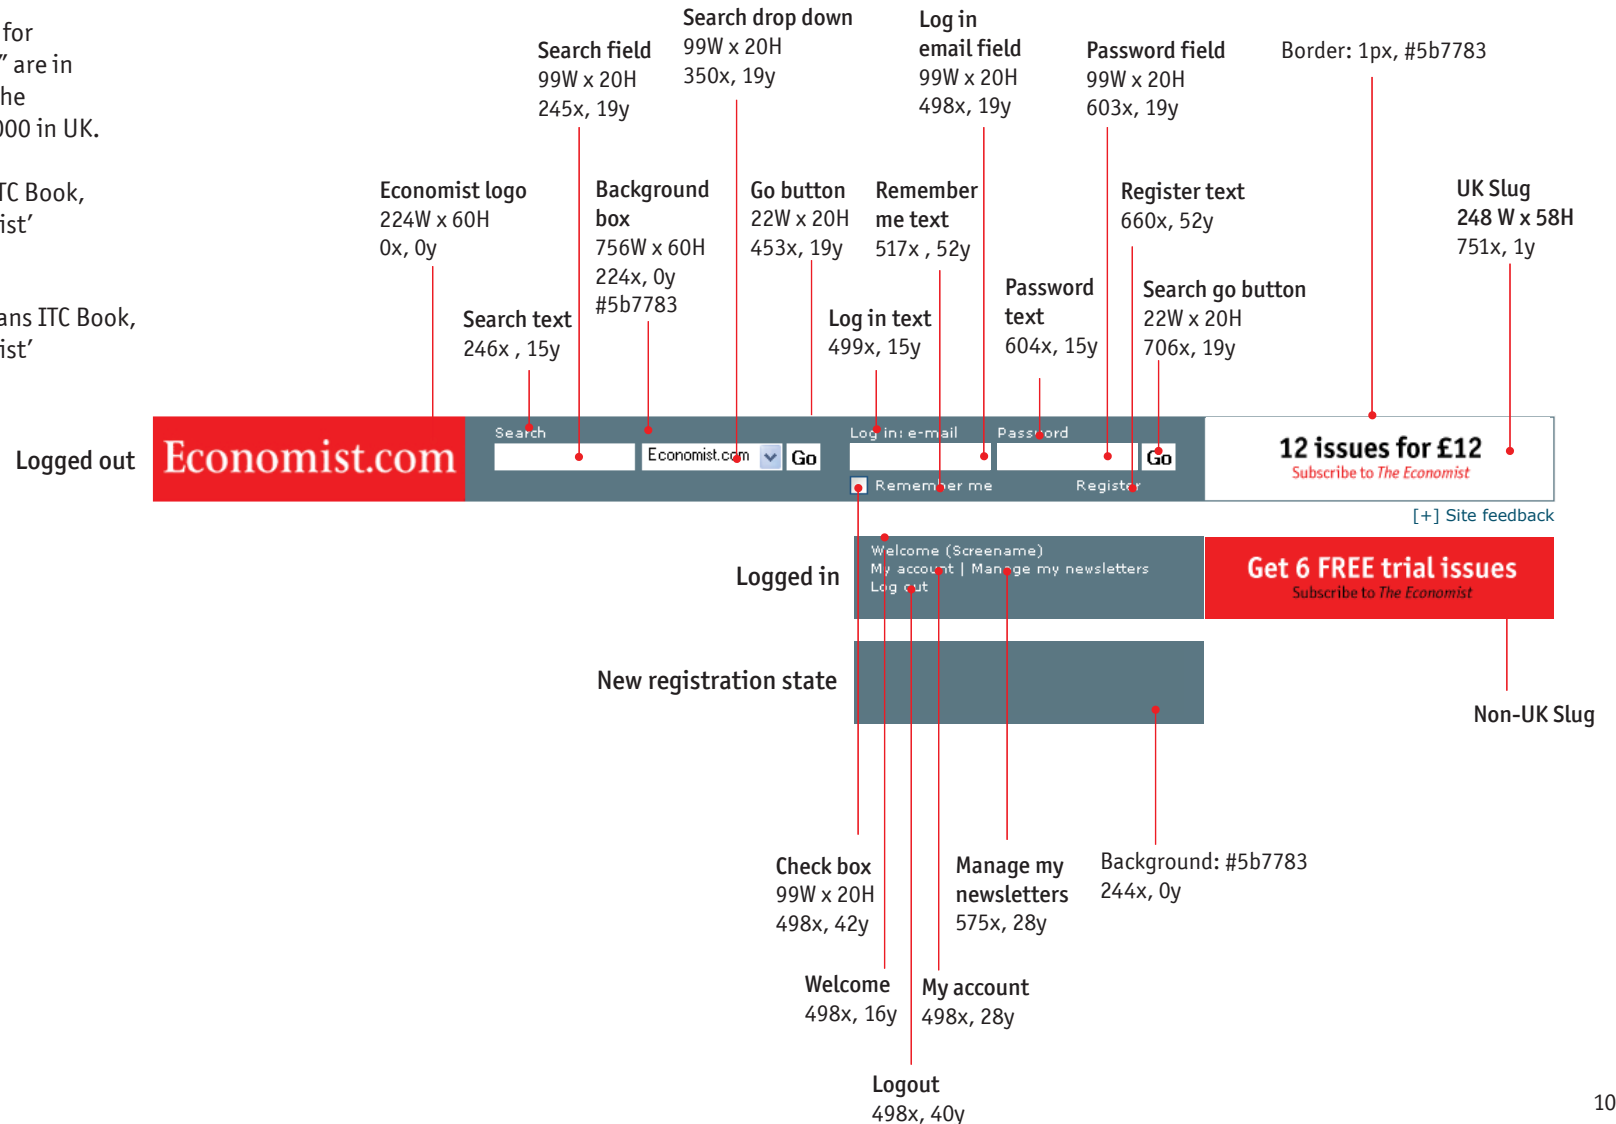 for
” are in
he
000 in UK.
TC Book,
ist’
ans ITC Book,
ist’
Search field
99W x 20H
245x, 19y
Search drop down
99W x 20H
350x, 19y
Log in
email field
99W x 20H
498x, 19y
Password field
99W x 20H
603x, 19y
Border: 1px, #5b7783
Economist logo
224W x 60H
0x, 0y
Background
box
756W x 60H
224x, 0y
#5b7783
Go button
22W x 20H
453x, 19y
Remember
me text
517x , 52y
Register text
660x, 52y
UK Slug
248 W x 58H
751x, 1y
Search text
246x , 15y
Log in text
499x, 15y
Password
text
604x, 15y
Search go button
22W x 20H
706x, 19y
Logged out
Economist.com
Search
Economist.com
Go
Log in: e-mail
Password
Go
Remember me
Register
12 issues for £12
Subscribe to The Economist
[+] Site feedback
Logged in
Welcome (Screename)
My account | Manage my newsletters
Log out
Get 6 FREE trial issues
Subscribe to The Economist
New registration state
Non-UK Slug
Check box
99W x 20H
498x, 42y
Manage my
newsletters
575x, 28y
Background: #5b7783
244x, 0y
Welcome
498x, 16y
My account
498x, 28y
Logout
498x, 40y
10